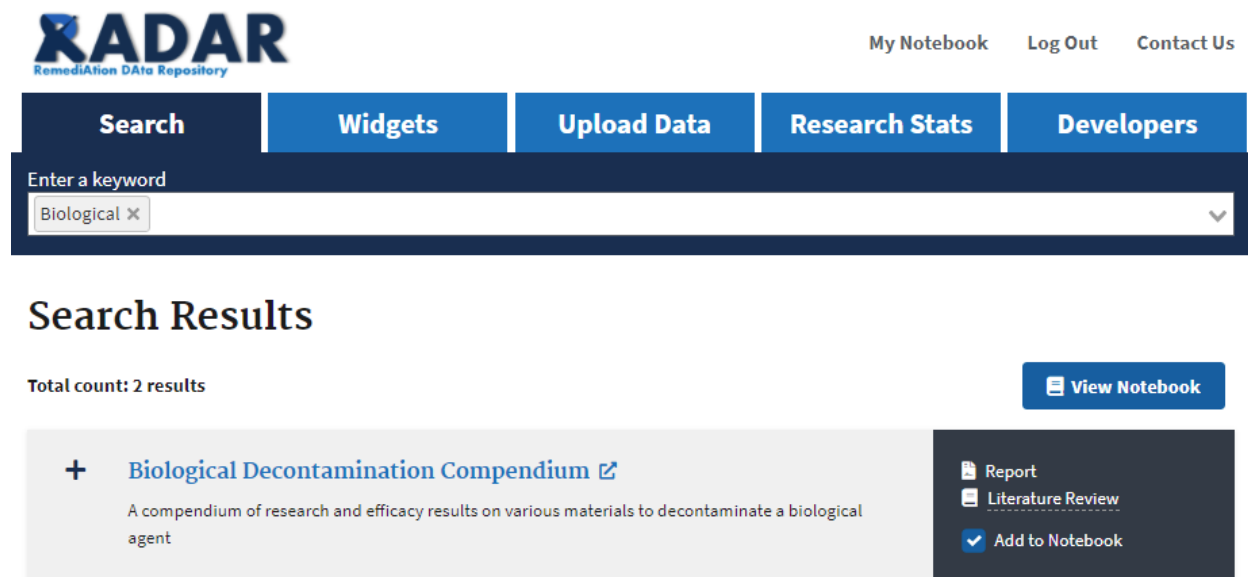 RADAR
RemediAtion DAta Repository
My Notebook Log Out Contact Us
Search Widgets Upload Data Research Stats Developers
Enter a keyword
Biological ×
Search Results
Total count: 2 results
View Notebook
Biological Decontamination Compendium
A compendium of research and efficacy results on various materials to decontaminate a biological
agent
Report
Literature Review
Add to Notebook